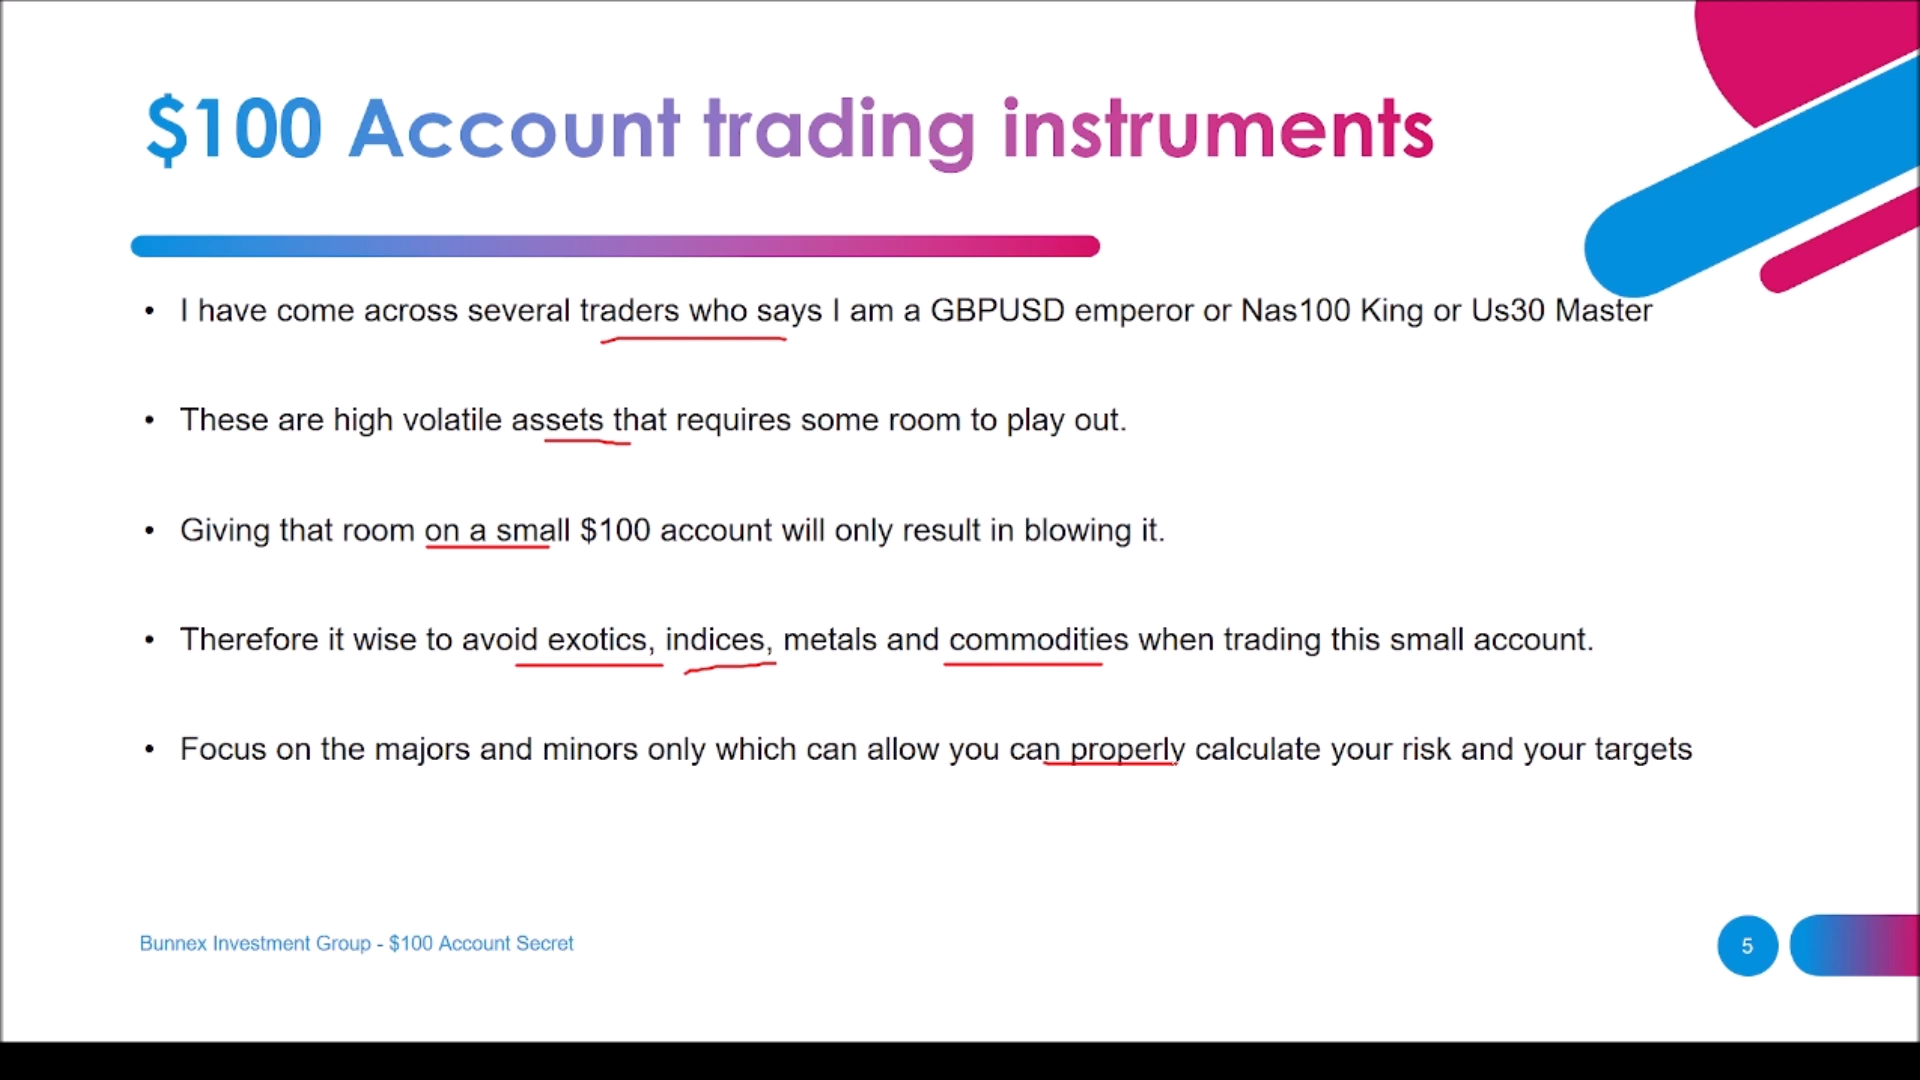 $100 Account trading instruments
• I have come across several traders who says I am a GBPUSD emperor or Nas100 King or Us30 Master
• These are high volatile assets that requires some room to play out.
• Giving that room on a small $100 account will only result in blowing it.
• Therefore it wise to avoid exotics, indices, metals and commodities when trading this small account.
• Focus on the majors and minors only which can allow you can properly calculate your risk and your targets
Bunnex Investment Group - $100 Account Secret
5